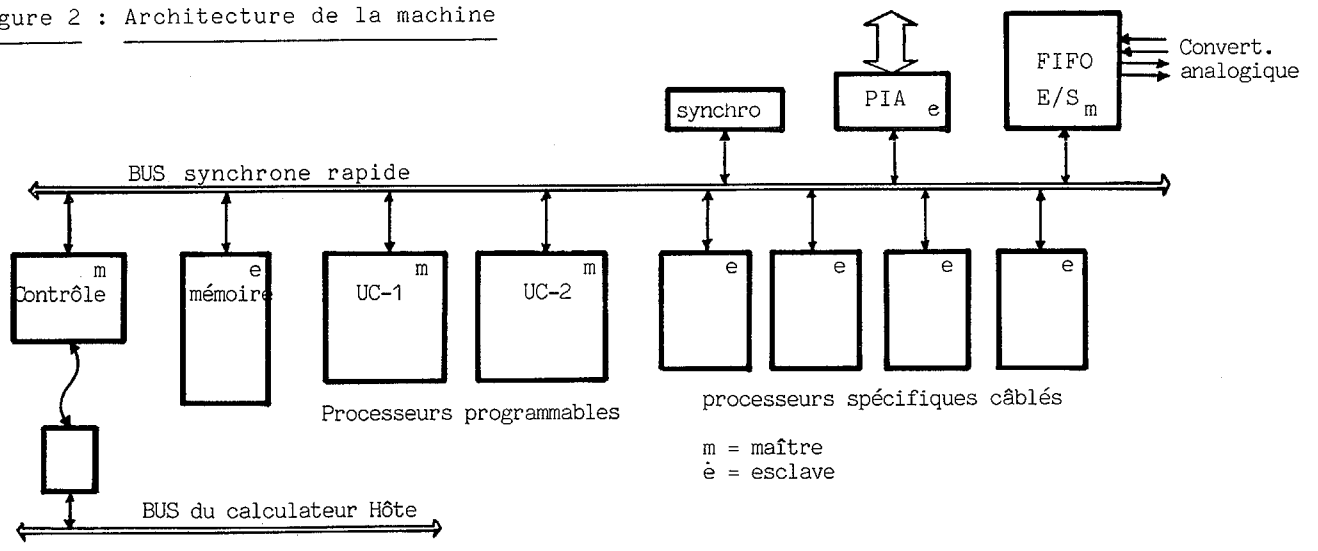 gure 2 : Architecture de la machine
FIFO
E/S m
Convert.
analogique
PIA e
synchro
BUS synchrone rapide
m
Contrôle
e
mémoire
m
UC-1
m
UC-2
e
e
e
e
Processeurs programmables
processeurs spécifiques câblés
m = maître
e = esclave
BUS du calculateur Hôte